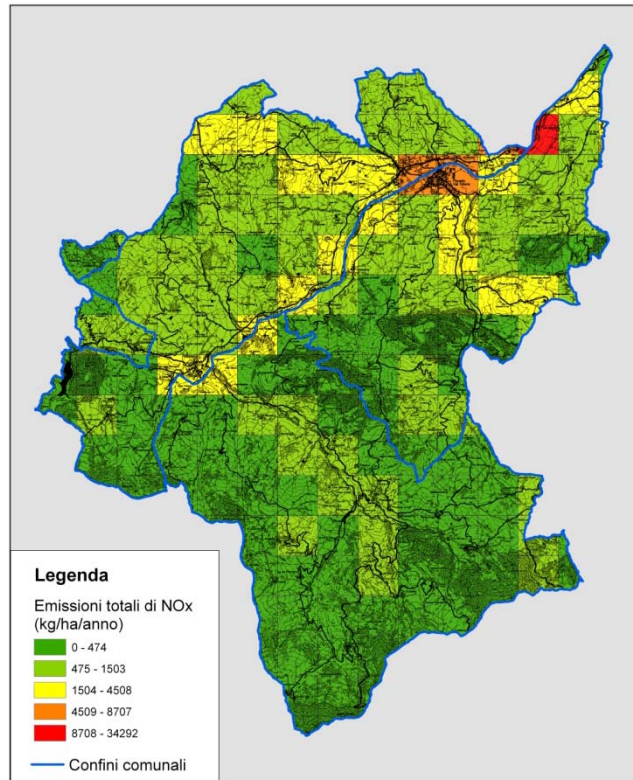 Legenda
Emissioni totali di NOx
(kg/ha/anno)
0 - 474
475 - 1503
1504 - 4508
4509 - 8707
8708 - 34292
Confini comunali